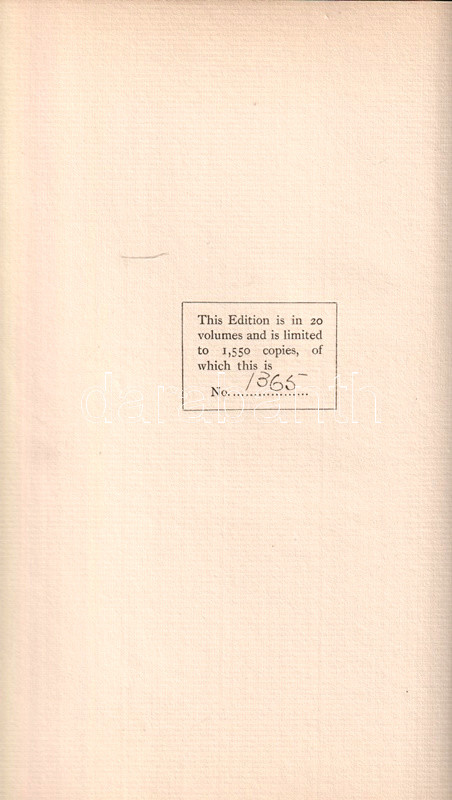 This Edition is in 20
volumes and is limited
to 1,550 copies, of
which this is
No. 1365
darabanth